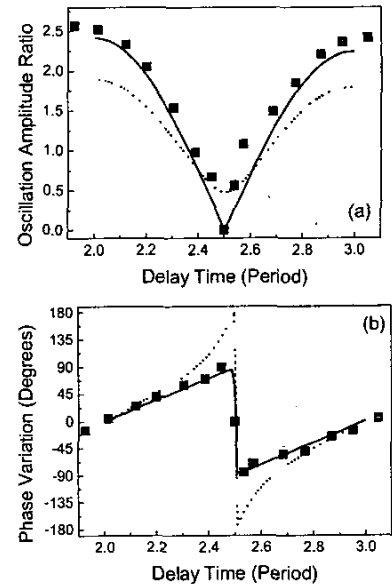 (a)
Oscillation Amplitude Ratio
2.5
2.0
1.5
1.0
0.5
0.0
2.0 2.2 2.4 2.6 2.8 3.0
Delay Time (Period)
(b)
Phase Variation (Degrees)
180
135
90
45
0
-45
-90
-135
-180
2.0 2.2 2.4 2.6 2.8 3.0
Delay Time (Period)